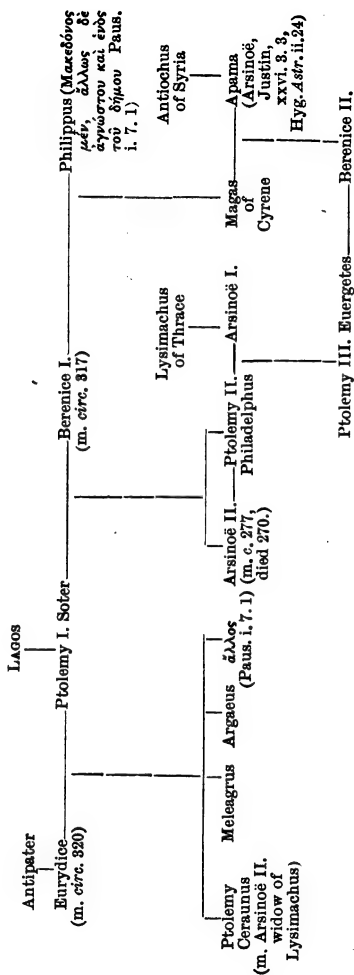 LAGOS
Antipater
Eurydice
(m. circ. 320)
Ptolemy I. Soter
Berenice I.
(m. circ. 317)
Philippus (Μακεδόνος
μέν, ἄλλως δὲ
ἀγνώστου καὶ ἑνὸς
τοῦ δήμου Paus.
i. 7. 1)
Ptolemy
Ceraunus
(m. Arsinoë II.
widow of
Lysimachus)
Meleagrus
Argaeus
ἄλλος
(Paus. i. 7. 1)
Lysimachus
of Thrace
Arsinoë II.
(m. c. 277,
died 270.)
Ptolemy II.
Philadelphus
Arsinoë I.
Antiochus
of Syria
Magas
of
Cyrene
Apama
(Arsinoë,
Justin,
xxvi. 3. 3,
Hyg. Astr. ii. 24)
Ptolemy III. Euergetes
Berenice II.